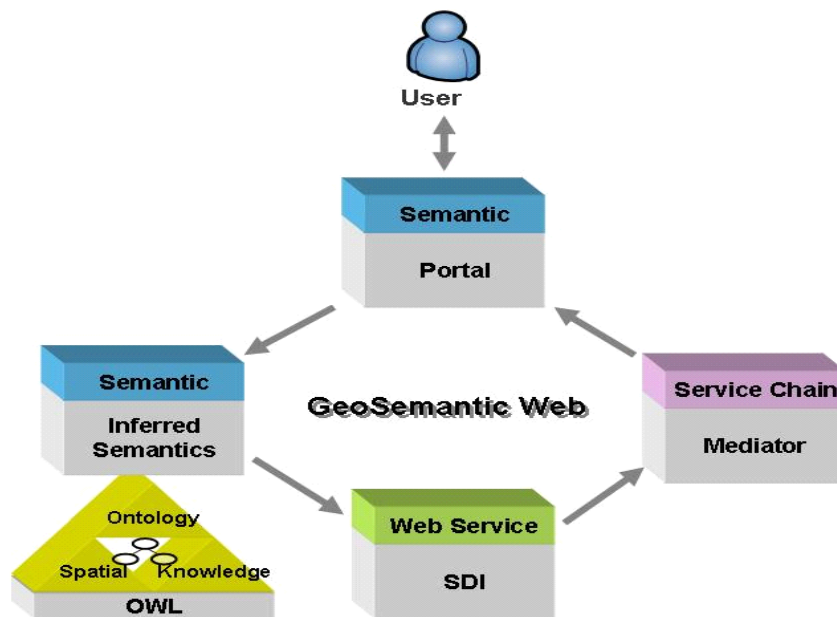 User
Semantic
Portal
Semantic
Inferred
Semantics
GeoSemantic Web
Service Chain
Mediator
Ontology
Spatial Knowledge
OWL
Web Service
SDI